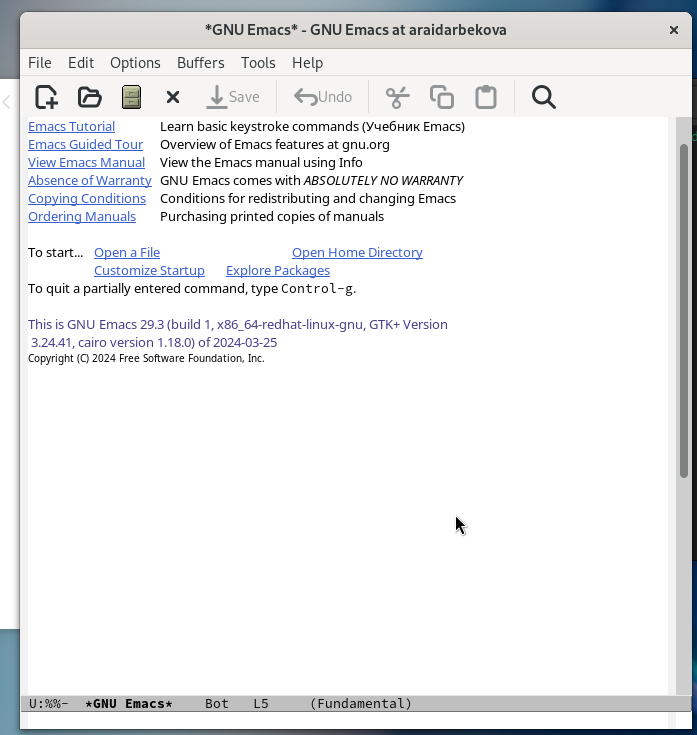 *GNU Emacs* - GNU Emacs at araidarbekova
File Edit Options Buffers Tools Help
Save Undo
Emacs Tutorial Learn basic keystroke commands (Учебник Emacs)
Emacs Guided Tour Overview of Emacs features at gnu.org
View Emacs Manual View the Emacs manual using Info
Absence of Warranty GNU Emacs comes with ABSOLUTELY NO WARRANTY
Copying Conditions Conditions for redistributing and changing Emacs
Ordering Manuals Purchasing printed copies of manuals
To start... Open a File Open Home Directory
Customize Startup Explore Packages
To quit a partially entered command, type Control-g.
This is GNU Emacs 29.3 (build 1, x86_64-redhat-linux-gnu, GTK+ Version
3.24.41, cairo version 1.18.0) of 2024-03-25
Copyright (C) 2024 Free Software Foundation, Inc.
U:%%- *GNU Emacs* Bot L5 (Fundamental)